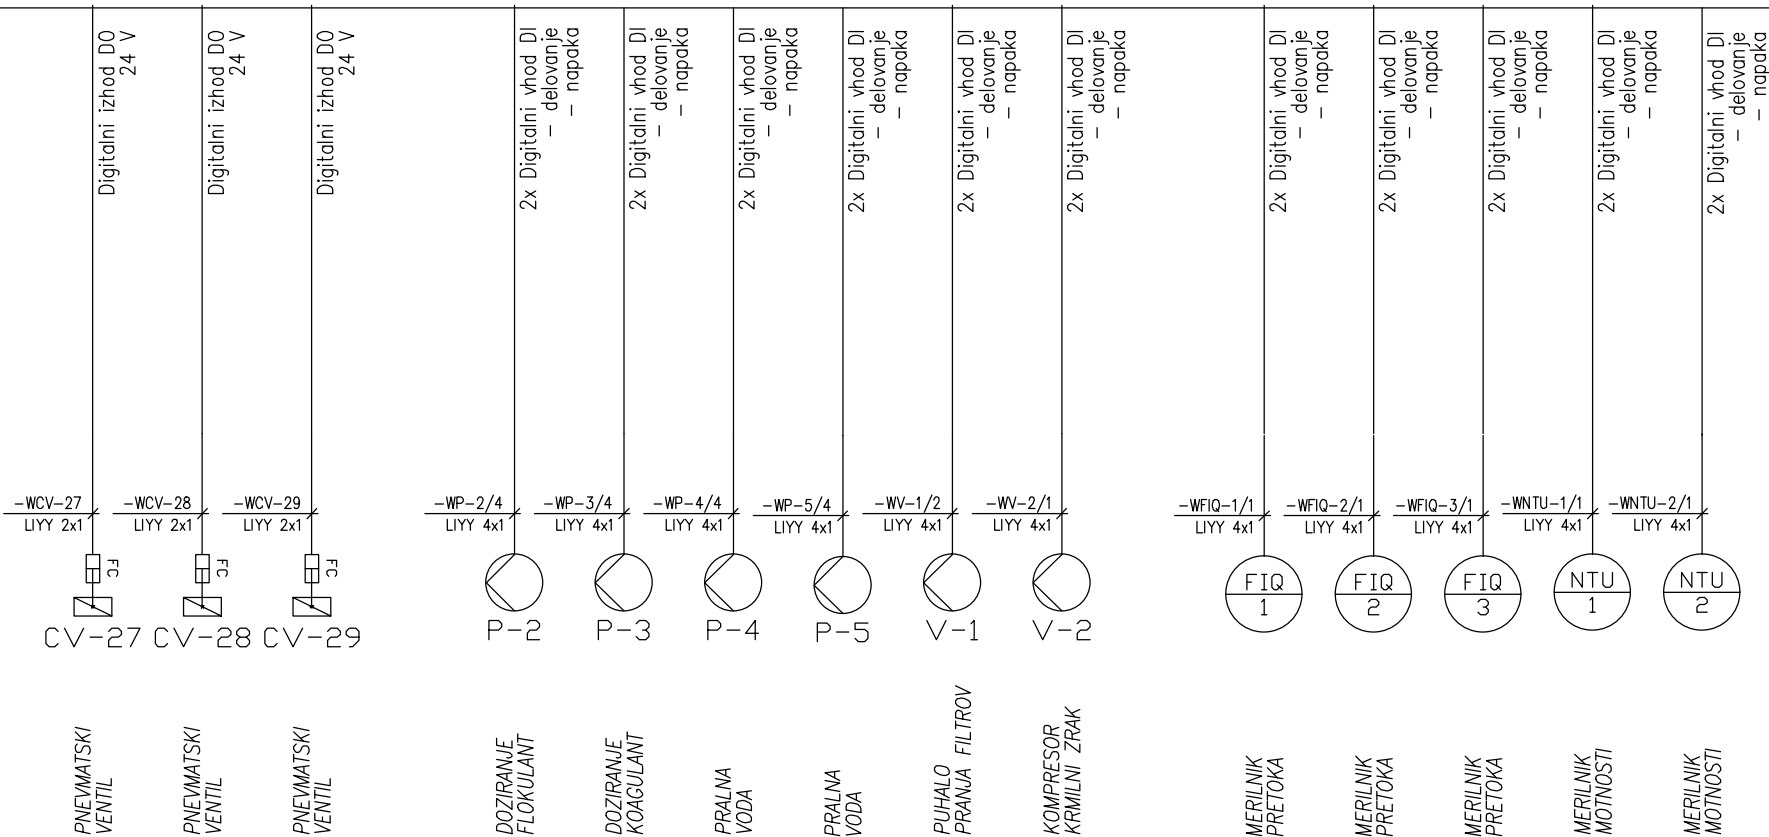 Digitalni izhod DO
24 V
Digitalni izhod DO
24 V
Digitalni izhod DO
24 V
2x Digitalni vhod DI
– delovanje
– napaka
2x Digitalni vhod DI
– delovanje
– napaka
2x Digitalni vhod DI
– delovanje
– napaka
2x Digitalni vhod DI
– delovanje
– napaka
2x Digitalni vhod DI
– delovanje
– napaka
2x Digitalni vhod DI
– delovanje
– napaka
2x Digitalni vhod DI
– delovanje
– napaka
2x Digitalni vhod DI
– delovanje
– napaka
2x Digitalni vhod DI
– delovanje
– napaka
2x Digitalni vhod DI
– delovanje
– napaka
2x Digitalni vhod DI
– delovanje
– napaka
-WCV-27
LIYY 2x1
-WCV-28
LIYY 2x1
-WCV-29
LIYY 2x1
-WP-2/4
LIYY 4x1
-WP-3/4
LIYY 4x1
-WP-4/4
LIYY 4x1
-WP-5/4
LIYY 4x1
-WV-1/2
LIYY 4x1
-WV-2/1
LIYY 4x1
-WFIQ-1/1
LIYY 4x1
-WFIQ-2/1
LIYY 4x1
-WFIQ-3/1
LIYY 4x1
-WNTU-1/1
LIYY 4x1
-WNTU-2/1
LIYY 4x1
FC
FC
FC
CV-27
CV-28
CV-29
P-2
P-3
P-4
P-5
V-1
V-2
FIQ
1
FIQ
2
FIQ
3
NTU
1
NTU
2
PNEVMATSKI
VENTIL
PNEVMATSKI
VENTIL
PNEVMATSKI
VENTIL
DOZIRANJE
FLOKULANT
DOZIRANJE
KOAGULANT
PRALNA
VODA
PRALNA
VODA
PUHALO
PRANJA FILTROV
KOMPRESOR
KRMILNI ZRAK
MERILNIK
PRETOKA
MERILNIK
PRETOKA
MERILNIK
PRETOKA
MERILNIK
MOTNOSTI
MERILNIK
MOTNOSTI